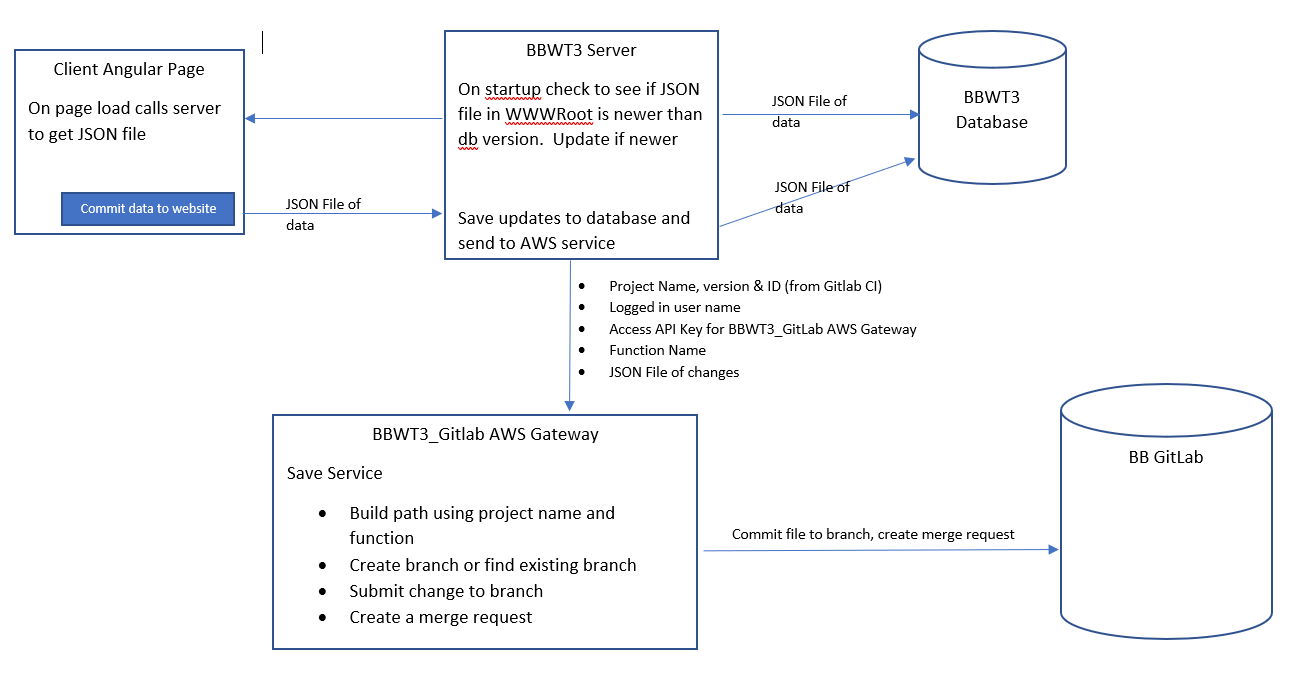 Client Angular Page
On page load calls server
to get JSON file
Commit data to website
JSON File of
data
BBWT3 Server
On startup check to see if JSON
file in WWWRoot is newer than
db version.  Update if newer
Save updates to database and
send to AWS service
JSON File of
data
JSON File of
data
BBWT3
Database
• Project Name, version & ID (from Gitlab CI)
• Logged in user name
• Access API Key for BBWT3_GitLab AWS Gateway
• Function Name
• JSON File of changes
BBWT3_Gitlab AWS Gateway
Save Service
• Build path using project name and
function
• Create branch or find existing branch
• Submit change to branch
• Create a merge request
Commit file to branch, create merge request
BB GitLab